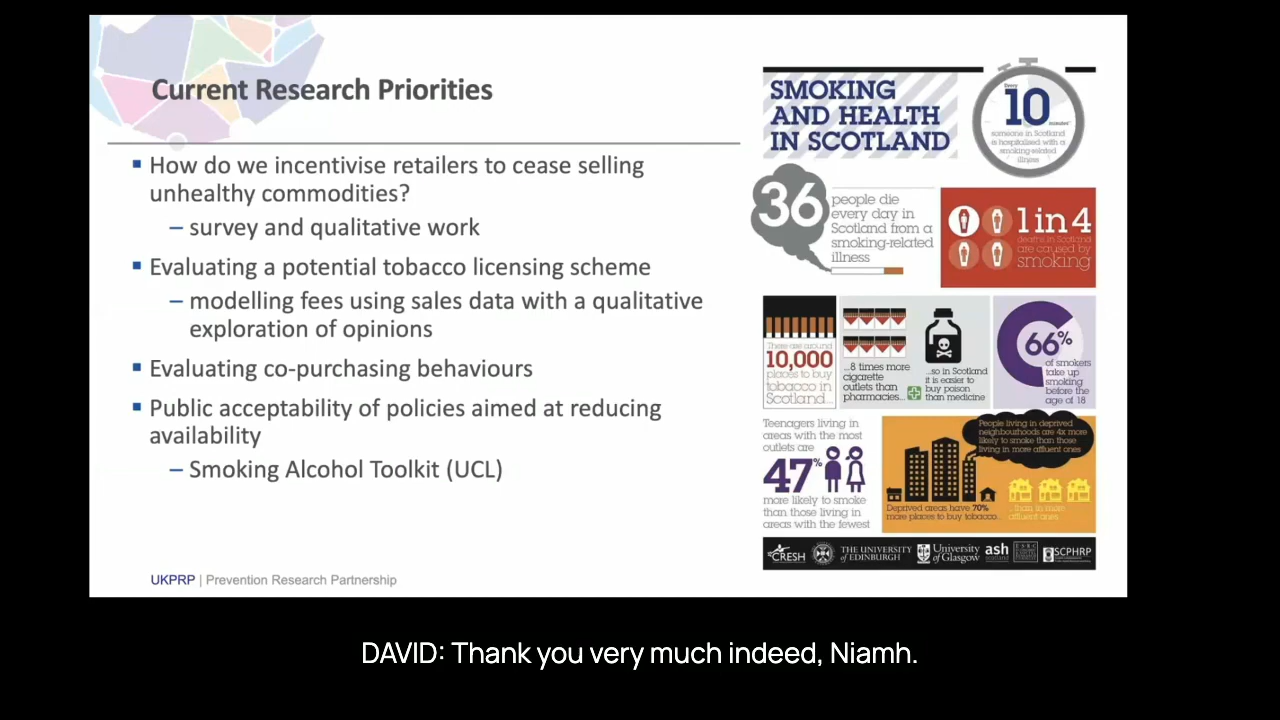 Current Research Priorities
How do we incentivise retailers to cease selling
unhealthy commodities?
– survey and qualitative work
Evaluating a potential tobacco licensing scheme
– modelling fees using sales data with a qualitative
exploration of opinions
Evaluating co-purchasing behaviours
Public acceptability of policies aimed at reducing
availability
– Smoking Alcohol Toolkit (UCL)
UKPRP | Prevention Research Partnership
SMOKING
AND HEALTH
IN SCOTLAND
Every
10
minutes
someone in Scotland
is hospitalised with a
smoking-related
illness
36
people die
every day in
Scotland from a
smoking-related
illness
1 in 4
deaths in Scotland
are caused by
smoking
There are around
10,000
places to buy
tobacco in
Scotland...
...8 times more
cigarette
outlets than
pharmacies...
...so in Scotland
it is easier to
buy poison
than medicine
66%
of smokers
take up
smoking
before the
age of 18
Teenagers living in
areas with the most
outlets are
47%
more likely to smoke
than those living in
areas with the fewest
People living in deprived
neighbourhoods are 4x more
likely to smoke than those
living in more affluent ones
Deprived areas have 70%
more places to buy tobacco...
...than in more
affluent ones
CRESH
THE UNIVERSITY
OF EDINBURGH
University
of Glasgow
ash
scotland
SCPHRP
DAVID: Thank you very much indeed, Niamh.